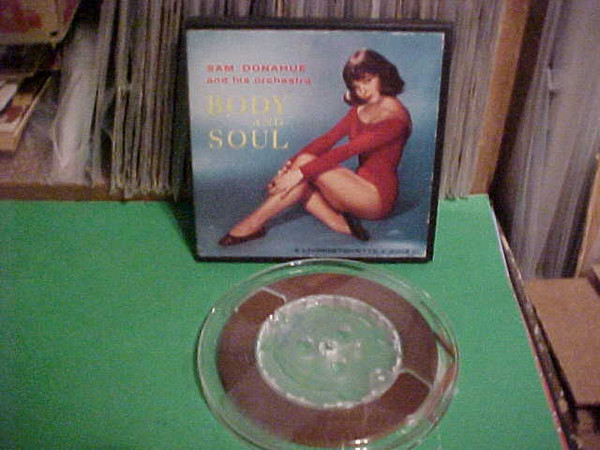 SAM DONAHUE
and his orchestra
BODY
AND
SOUL